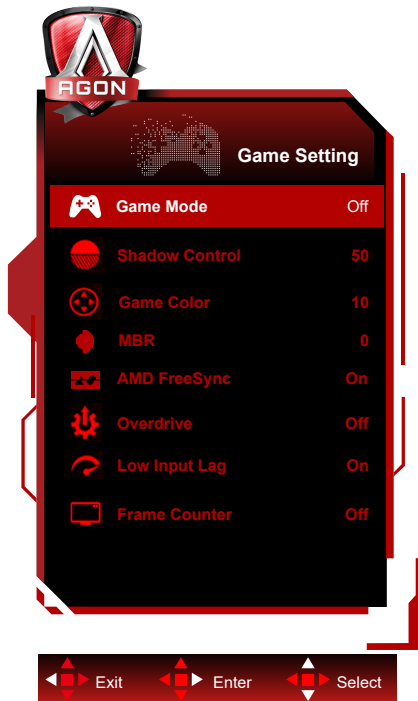 AGON
Game Setting
Game Mode Off
Shadow Control 50
Game Color 10
MBR 0
AMD FreeSync On
Overdrive Off
Low Input Lag On
Frame Counter Off
Exit Enter Select